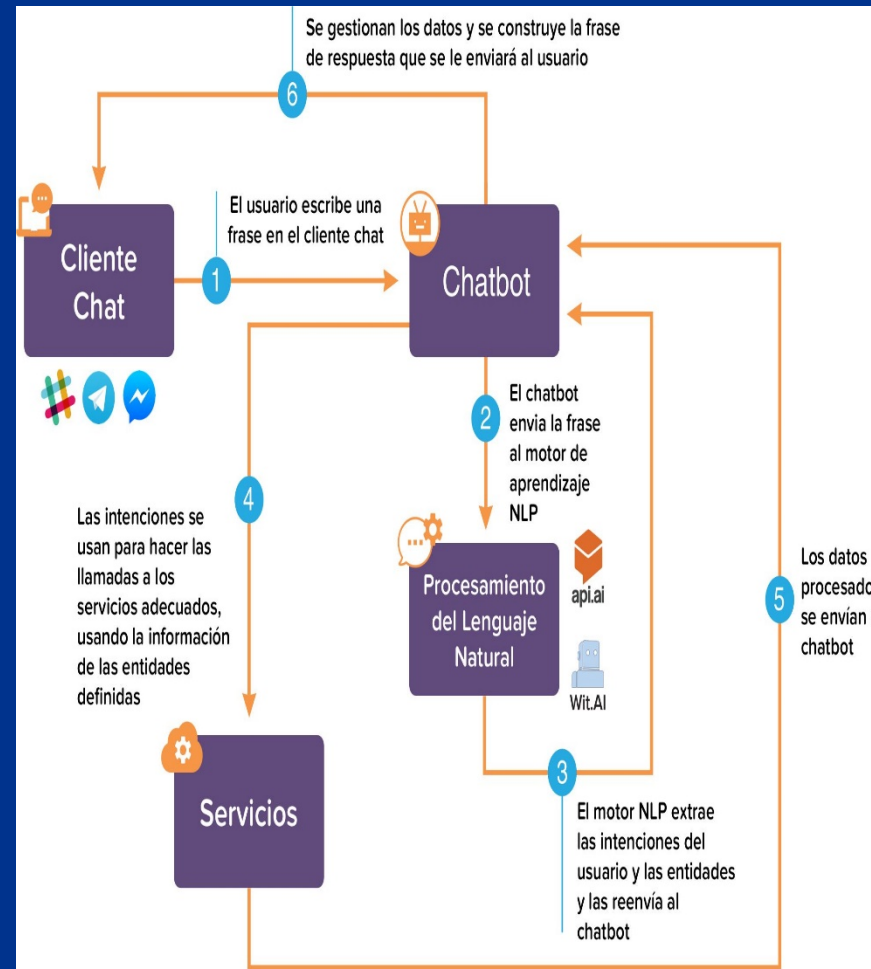 Se gestionan los datos y se construye la frase
de respuesta que se le enviará al usuario
6
El usuario escribe una
frase en el cliente chat
1
Cliente
Chat
Chatbot
2
El chatbot
envia la frase
al motor de
aprendizaje
NLP
4
Las intenciones se
usan para hacer las
llamadas a los
servicios adecuados,
usando la información
de las entidades
definidas
Procesamiento
del Lenguaje
Natural
api.ai
Wit.AI
5
Los datos
procesado
se envían
chatbot
3
El motor NLP extrae
las intenciones del
usuario y las entidades
y las reenvía al
chatbot
Servicios